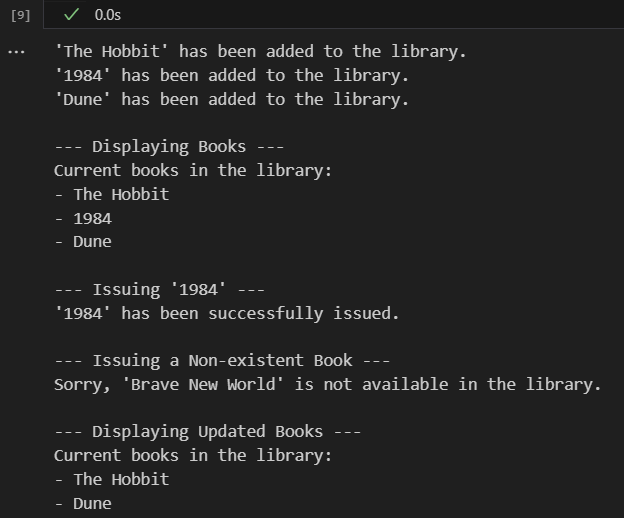 [9] ✓ 0.0s
... 'The Hobbit' has been added to the library.
'1984' has been added to the library.
'Dune' has been added to the library.
--- Displaying Books ---
Current books in the library:
- The Hobbit
- 1984
- Dune
--- Issuing '1984' ---
'1984' has been successfully issued.
--- Issuing a Non-existent Book ---
Sorry, 'Brave New World' is not available in the library.
--- Displaying Updated Books ---
Current books in the library:
- The Hobbit
- Dune